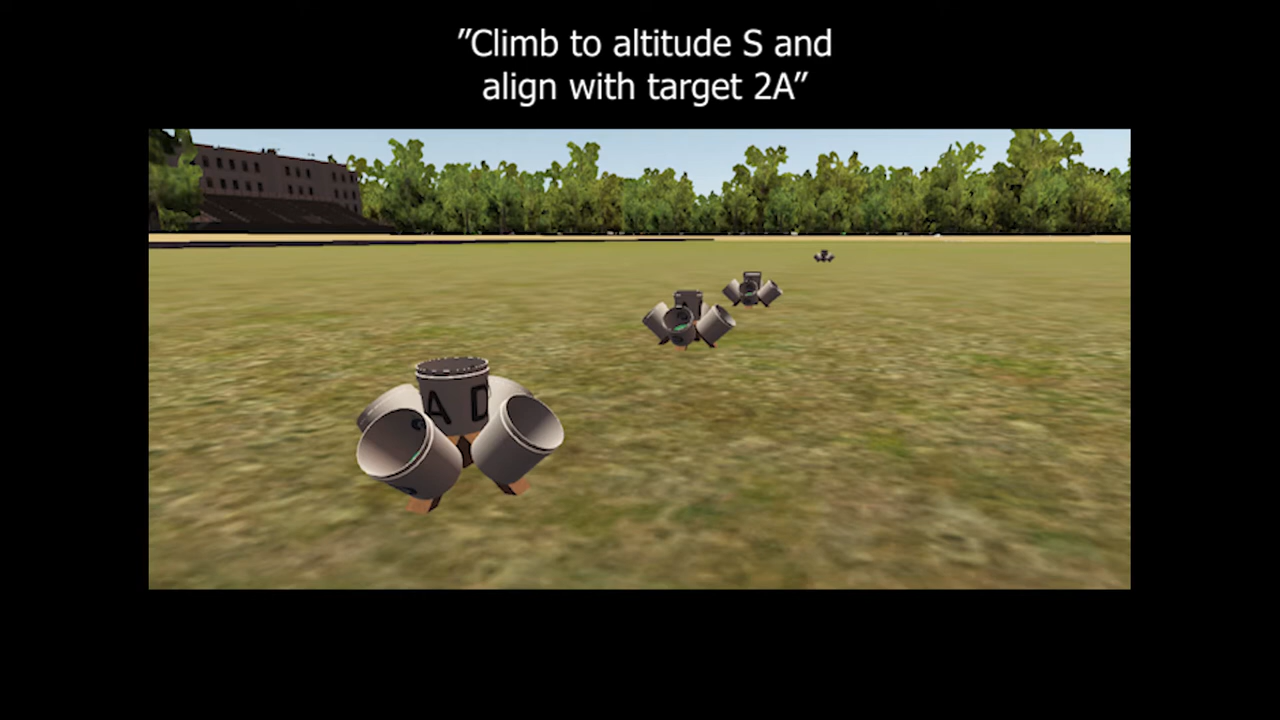 ”Climb to altitude S and
align with target 2A”
A D